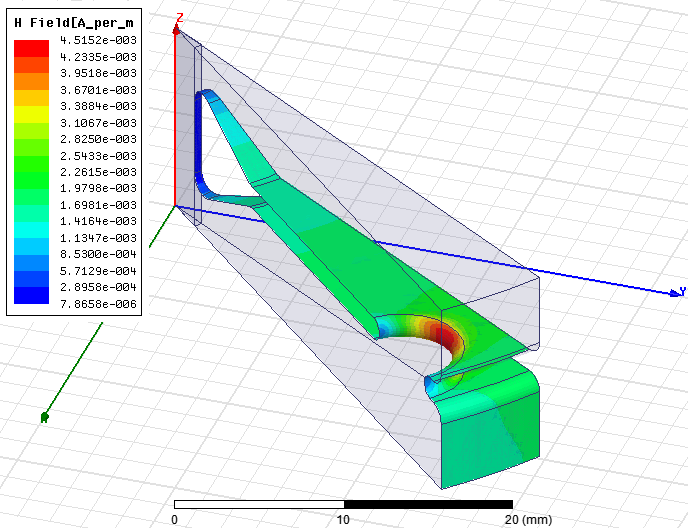 H Field[A_per_m
4.5152e-003
4.2335e-003
3.9518e-003
3.6701e-003
3.3884e-003
3.1067e-003
2.8250e-003
2.5433e-003
2.2615e-003
1.9798e-003
1.6981e-003
1.4164e-003
1.1347e-003
8.5300e-004
5.7129e-004
2.8958e-004
7.8658e-006
Z
Y
0
10
20 (mm)